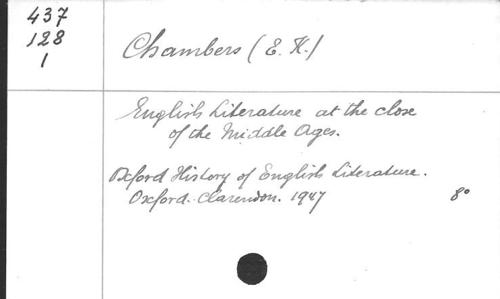 437
128
1
Chambers (E. K.)
English Literature at the close
of the Middle Ages.
Oxford History of English Literature.
Oxford. Clarendon. 1947 8°